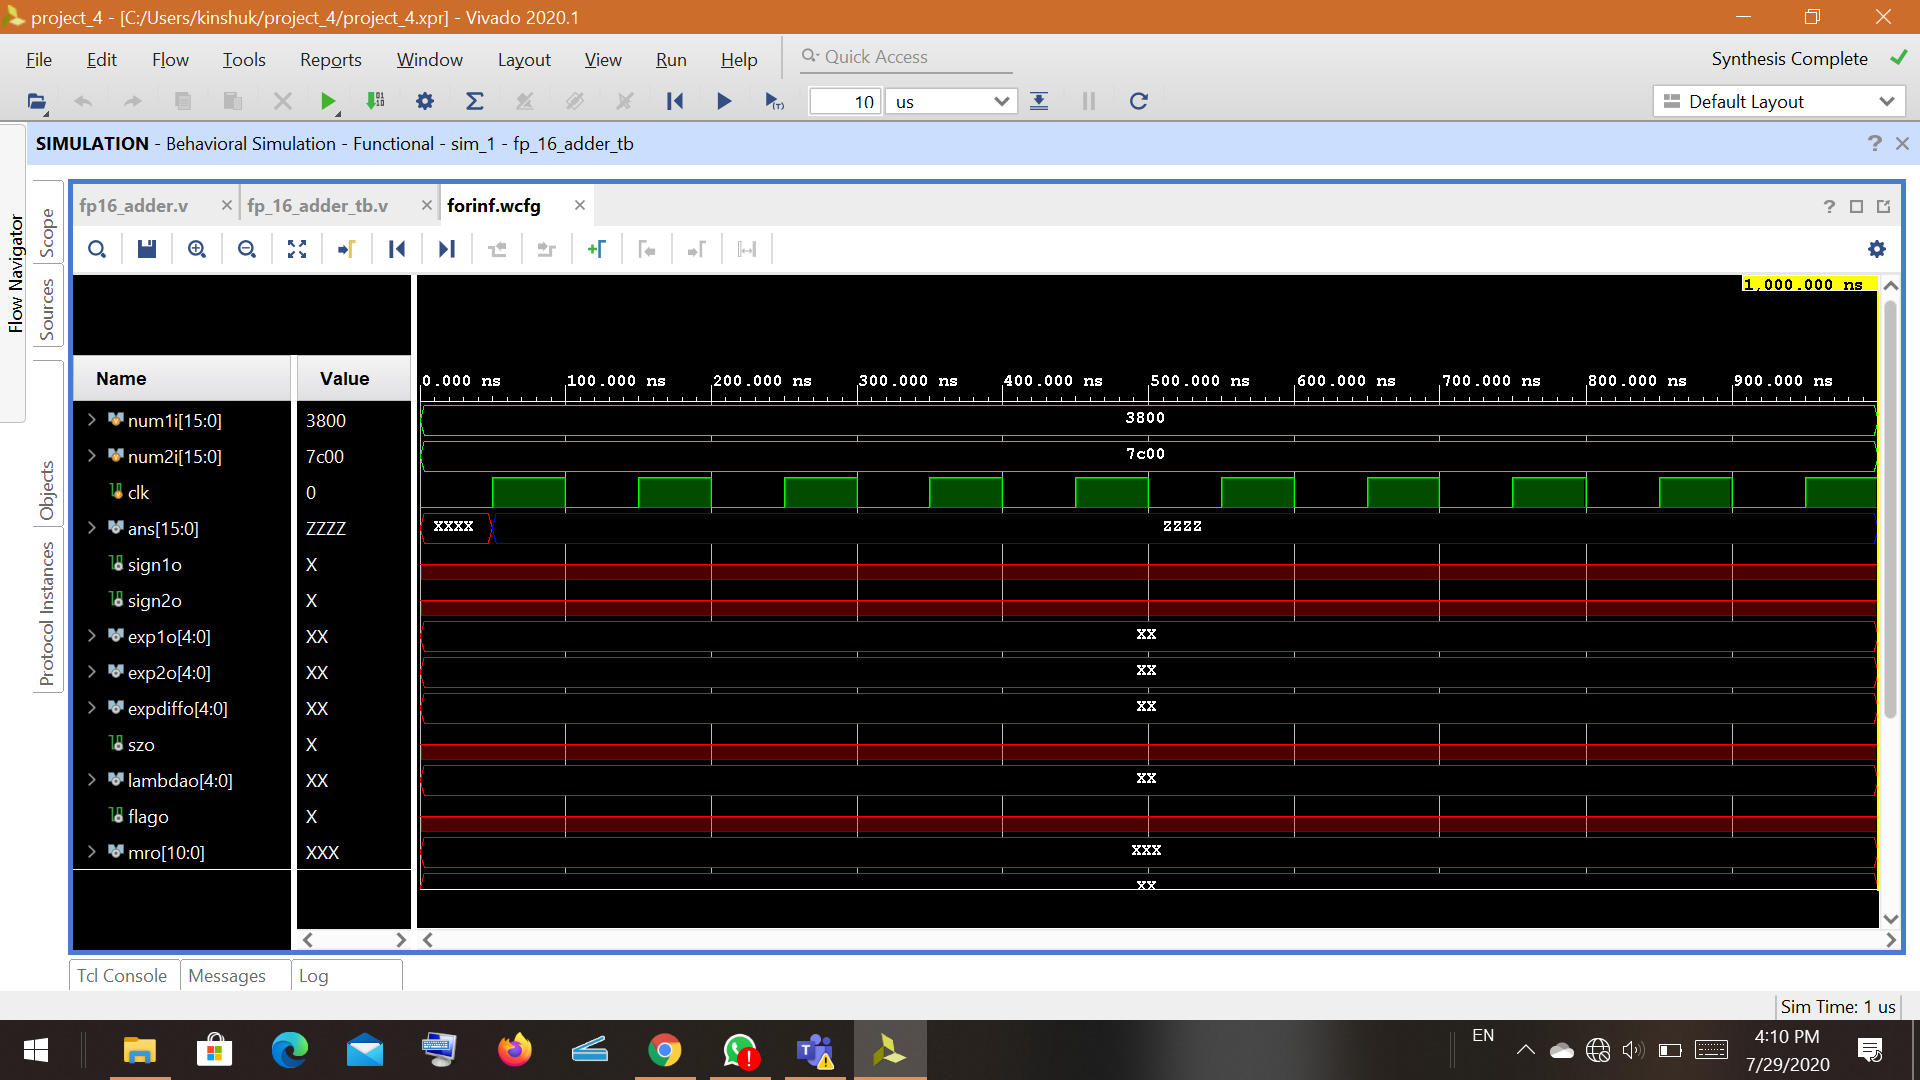 project_4 - [C:/Users/kinshuk/project_4/project_4.xpr] - Vivado 2020.1
File Edit Flow Tools Reports Window Layout View Run Help Quick Access Synthesis Complete
10 us Default Layout
SIMULATION - Behavioral Simulation - Functional - sim_1 - fp_16_adder_tb
Flow Navigator
Scope
Sources
Objects
Protocol Instances
fp16_adder.v fp_16_adder_tb.v forinf.wcfg
1,000.000 ns
Name Value 0.000 ns 100.000 ns 200.000 ns 300.000 ns 400.000 ns 500.000 ns 600.000 ns 700.000 ns 800.000 ns 900.000 ns
num1i[15:0] 3800 3800
num2i[15:0] 7c00 7c00
clk 0
ans[15:0] ZZZZ XXXX ZZZZ
sign1o X
sign2o X
exp1o[4:0] XX XX
exp2o[4:0] XX XX
expdiffo[4:0] XX XX
szo X
lambdao[4:0] XX XX
flago X
mro[10:0] XXX XXX
XX
Tcl Console Messages Log
Sim Time: 1 us
EN 4:10 PM
7/29/2020